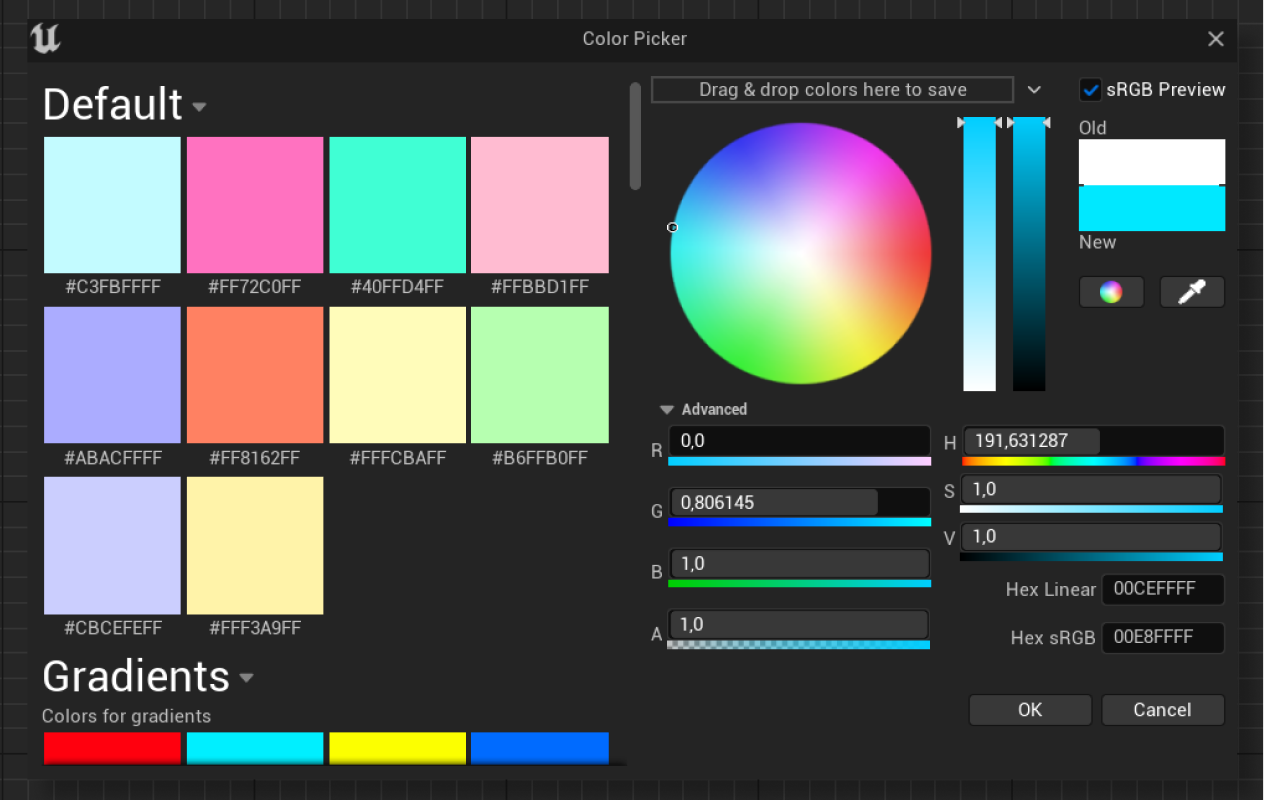 Color Picker
Default
#C3FBFFFF
#FF72C0FF
#40FFD4FF
#FFBBD1FF
#ABACFFFF
#FF8162FF
#FFFCBAFF
#B6FFB0FF
#CBCEFEFF
#FFF3A9FF
Gradients
Colors for gradients
Drag & drop colors here to save
sRGB Preview
Old
New
Advanced
R 0,0
G 0,806145
B 1,0
A 1,0
H 191,631287
S 1,0
V 1,0
Hex Linear 00CEFFFF
Hex sRGB 00E8FFFF
OK
Cancel